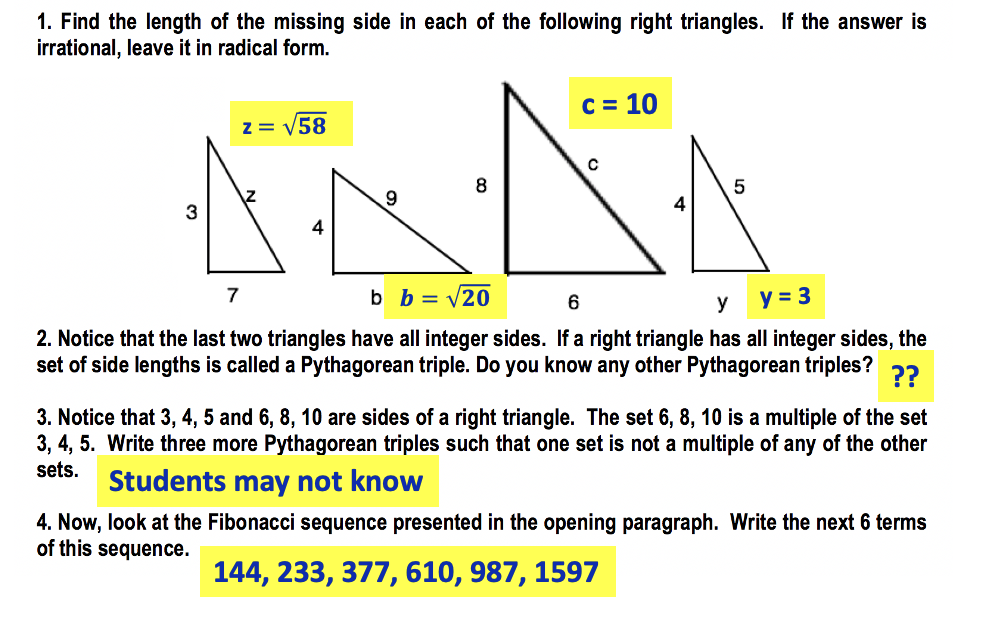 1. Find the length of the missing side in each of the following right triangles. If the answer is
irrational, leave it in radical form.
z = √58
c = 10
3
z
4
9
8
c
4
5
7
b
b = √20
6
y
y = 3
2. Notice that the last two triangles have all integer sides. If a right triangle has all integer sides, the
set of side lengths is called a Pythagorean triple. Do you know any other Pythagorean triples?
??
3. Notice that 3, 4, 5 and 6, 8, 10 are sides of a right triangle. The set 6, 8, 10 is a multiple of the set
3, 4, 5. Write three more Pythagorean triples such that one set is not a multiple of any of the other
sets.
Students may not know
4. Now, look at the Fibonacci sequence presented in the opening paragraph. Write the next 6 terms
of this sequence.
144, 233, 377, 610, 987, 1597